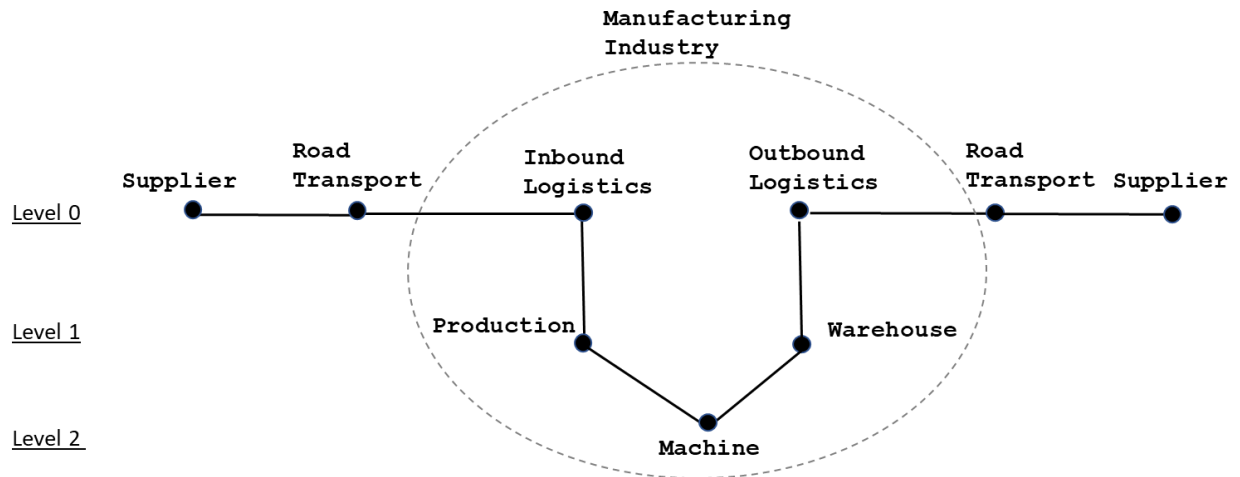 Manufacturing
Industry
Road
Transport
Inbound
Logistics
Outbound
Logistics
Road
Transport
Supplier
Supplier
Level 0
Level 1
Production
Warehouse
Level 2
Machine